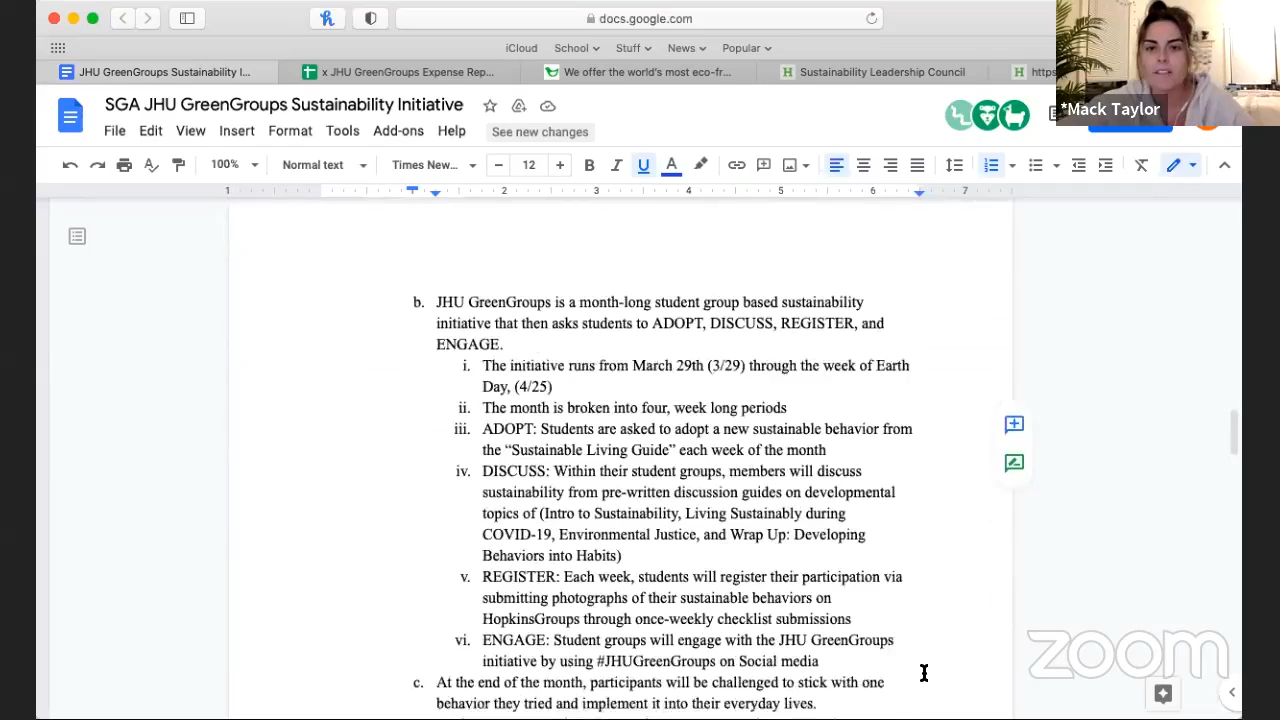 docs.google.com
iCloud School Stuff News Popular
JHU GreenGroups Sustainability I... x JHU GreenGroups Expense Rep... We offer the world's most eco-fr... Sustainability Leadership Council https
*Mack Taylor
SGA JHU GreenGroups Sustainability Initiative
File Edit View Insert Format Tools Add-ons Help See new changes
100% Normal text Times New... 12
1 2 3 4 5 6 7
b. JHU GreenGroups is a month-long student group based sustainability
initiative that then asks students to ADOPT, DISCUSS, REGISTER, and
ENGAGE.
i. The initiative runs from March 29th (3/29) through the week of Earth
Day, (4/25)
ii. The month is broken into four, week long periods
iii. ADOPT: Students are asked to adopt a new sustainable behavior from
the “Sustainable Living Guide” each week of the month
iv. DISCUSS: Within their student groups, members will discuss
sustainability from pre-written discussion guides on developmental
topics of (Intro to Sustainability, Living Sustainably during
COVID-19, Environmental Justice, and Wrap Up: Developing
Behaviors into Habits)
v. REGISTER: Each week, students will register their participation via
submitting photographs of their sustainable behaviors on
HopkinsGroups through once-weekly checklist submissions
vi. ENGAGE: Student groups will engage with the JHU GreenGroups
initiative by using #JHUGreenGroups on Social media
c. At the end of the month, participants will be challenged to stick with one
behavior they tried and implement it into their everyday lives.
zoom